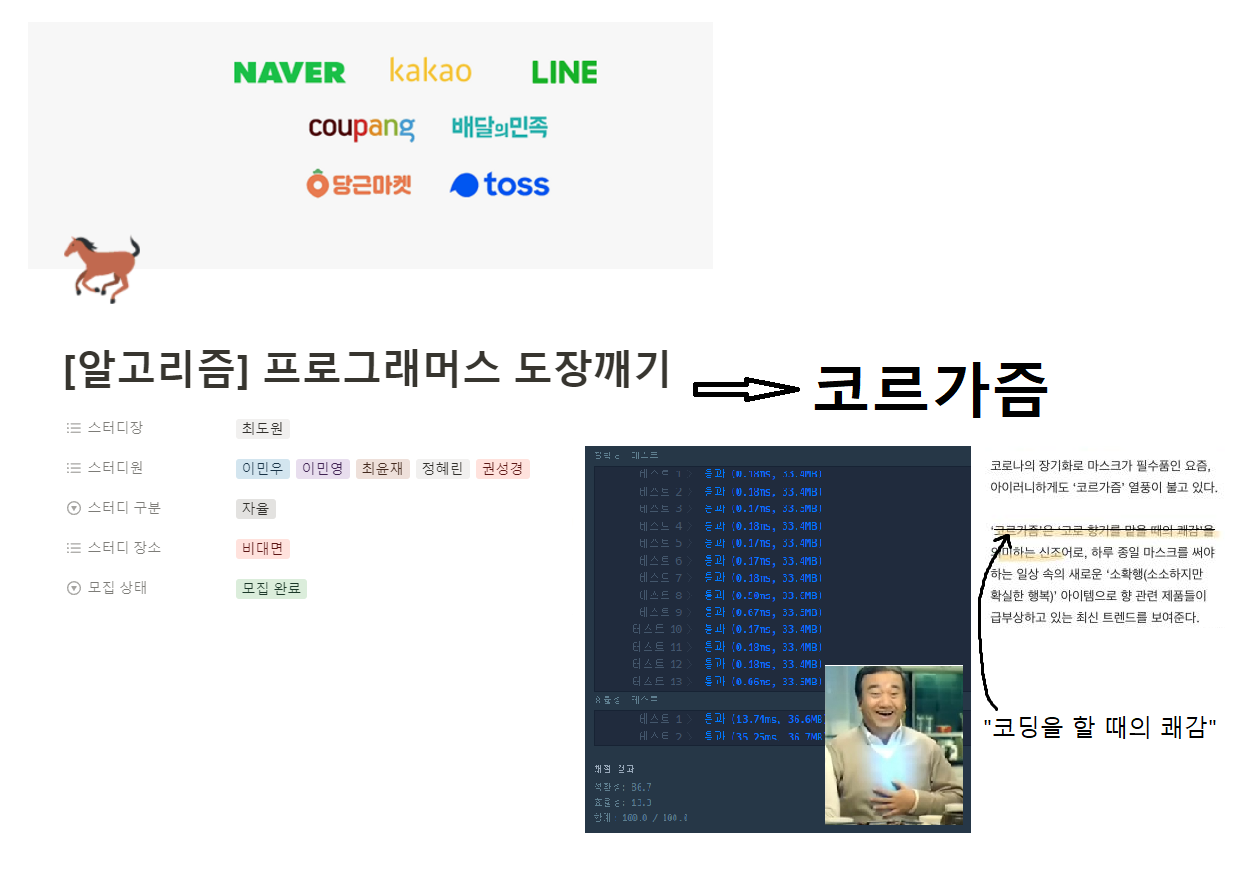 NAVER kakao LINE
coupang 배달의민족
당근마켓 toss
[알고리즘] 프로그래머스 도장깨기
코르가즘
스터디장 최도원
스터디원 이민우 이민영 최윤재 정혜린 권성경
스터디 구분 자율
스터디 장소 비대면
모집 상태 모집 완료
테스트
테스트 1 〉 통과 (0.18ms, 33.4MB)
테스트 2 〉 통과 (0.18ms, 33.4MB)
테스트 3 〉 통과 (0.17ms, 33.5MB)
테스트 4 〉 통과 (0.18ms, 33.4MB)
테스트 5 〉 통과 (0.17ms, 33.4MB)
테스트 6 〉 통과 (0.17ms, 33.4MB)
테스트 7 〉 통과 (0.18ms, 33.4MB)
테스트 8 〉 통과
테스트 9 〉 통과 (0.67ms, 33.5MB)
테스트 10 〉 통과 (0.17ms, 33.4MB)
테스트 11 〉 통과 (0.18ms, 33.4MB)
테스트 12 〉 통과 (0.18ms, 33.4MB)
테스트 13 〉 통과
효율성 테스트
테스트 1 〉 통과 (13.74ms, 36.6MB
테스트 2 〉 통과 (35.25ms, 36.7MB
채점 결과
정확성: 86.7
효율성: 13.3
합계: 100.0 / 100.0
코로나의 장기화로 마스크가 필수품인 요즘,
아이러니하게도 ‘코르가즘’ 열풍이 불고 있다.
‘코르가즘’은 ‘코로 향기를 맡을 때의 쾌감’을
의미하는 신조어로, 하루 종일 마스크를 써야
하는 일상 속의 새로운 ‘소확행(소소하지만
확실한 행복)’ 아이템으로 향 관련 제품들이
급부상하고 있는 최신 트렌드를 보여준다.
"코딩을 할 때의 쾌감"